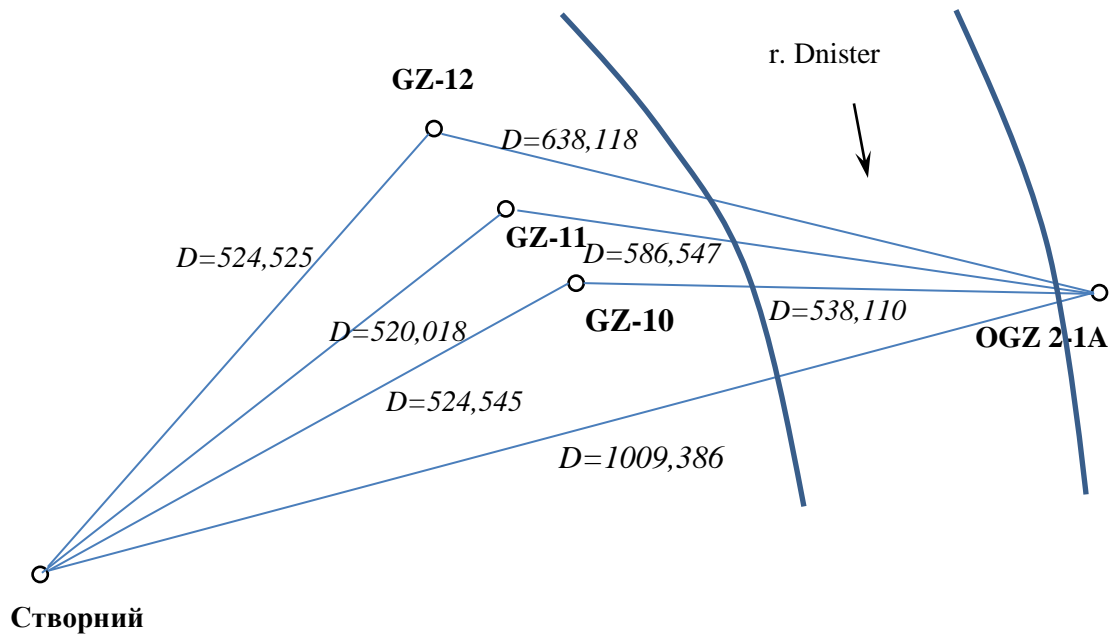 r. Dnister
GZ-12
D=638,118
GZ-11
D=524,525
D=586,547
D=520,018
GZ-10
D=538,110
OGZ 2-1A
D=524,545
D=1009,386
Створний